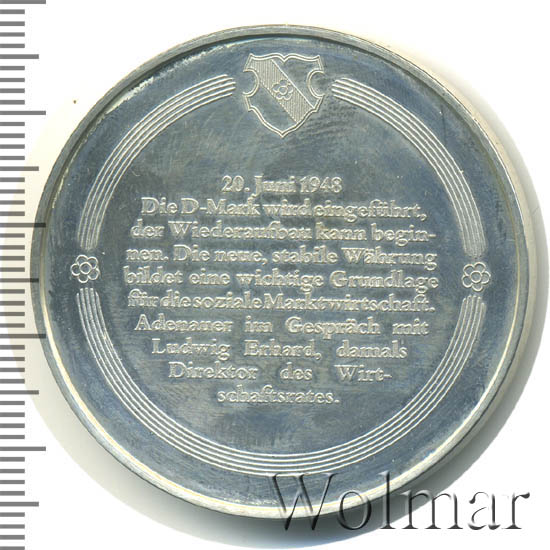 20. Juni 1948
Die D-Mark wird eingeführt,
der Wiederaufbau kann begin-
nen. Die neue, stabile Währung
bildet eine wichtige Grundlage
für die soziale Marktwirtschaft.
Adenauer im Gespräch mit
Ludwig Erhard, damals
Direktor des Wirt-
schaftsrates.
Wolmar